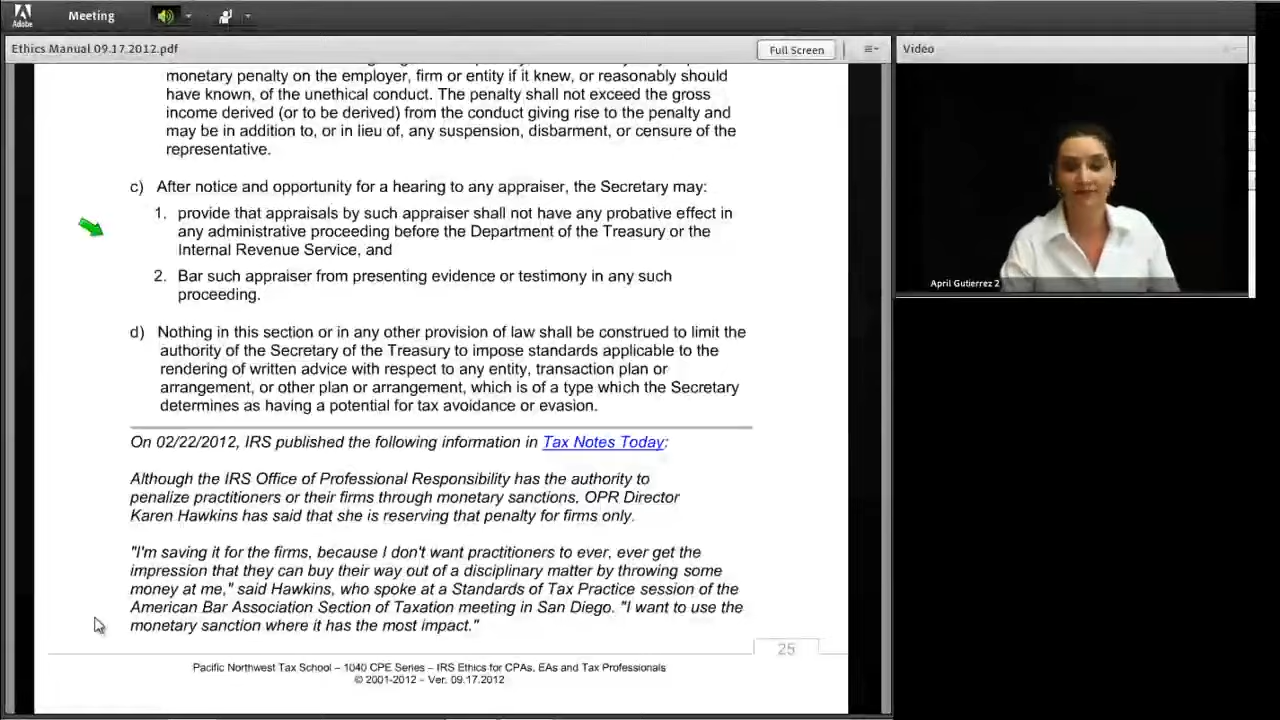 Adobe
Meeting
Ethics Manual 09.17.2012.pdf
Full Screen
Video
monetary penalty on the employer, firm or entity if it knew, or reasonably should
have known, of the unethical conduct. The penalty shall not exceed the gross
income derived (or to be derived) from the conduct giving rise to the penalty and
may be in addition to, or in lieu of, any suspension, disbarment, or censure of the
representative.
c) After notice and opportunity for a hearing to any appraiser, the Secretary may:
1. provide that appraisals by such appraiser shall not have any probative effect in
any administrative proceeding before the Department of the Treasury or the
Internal Revenue Service, and
2. Bar such appraiser from presenting evidence or testimony in any such
proceeding.
d) Nothing in this section or in any other provision of law shall be construed to limit the
authority of the Secretary of the Treasury to impose standards applicable to the
rendering of written advice with respect to any entity, transaction plan or
arrangement, or other plan or arrangement, which is of a type which the Secretary
determines as having a potential for tax avoidance or evasion.
On 02/22/2012, IRS published the following information in Tax Notes Today:
Although the IRS Office of Professional Responsibility has the authority to
penalize practitioners or their firms through monetary sanctions, OPR Director
Karen Hawkins has said that she is reserving that penalty for firms only.
"I'm saving it for the firms, because I don't want practitioners to ever, ever get the
impression that they can buy their way out of a disciplinary matter by throwing some
money at me," said Hawkins, who spoke at a Standards of Tax Practice session of the
American Bar Association Section of Taxation meeting in San Diego. "I want to use the
monetary sanction where it has the most impact."
25
Pacific Northwest Tax School – 1040 CPE Series – IRS Ethics for CPAs, EAs and Tax Professionals
© 2001-2012 – Ver. 09.17.2012
April Gutierrez 2